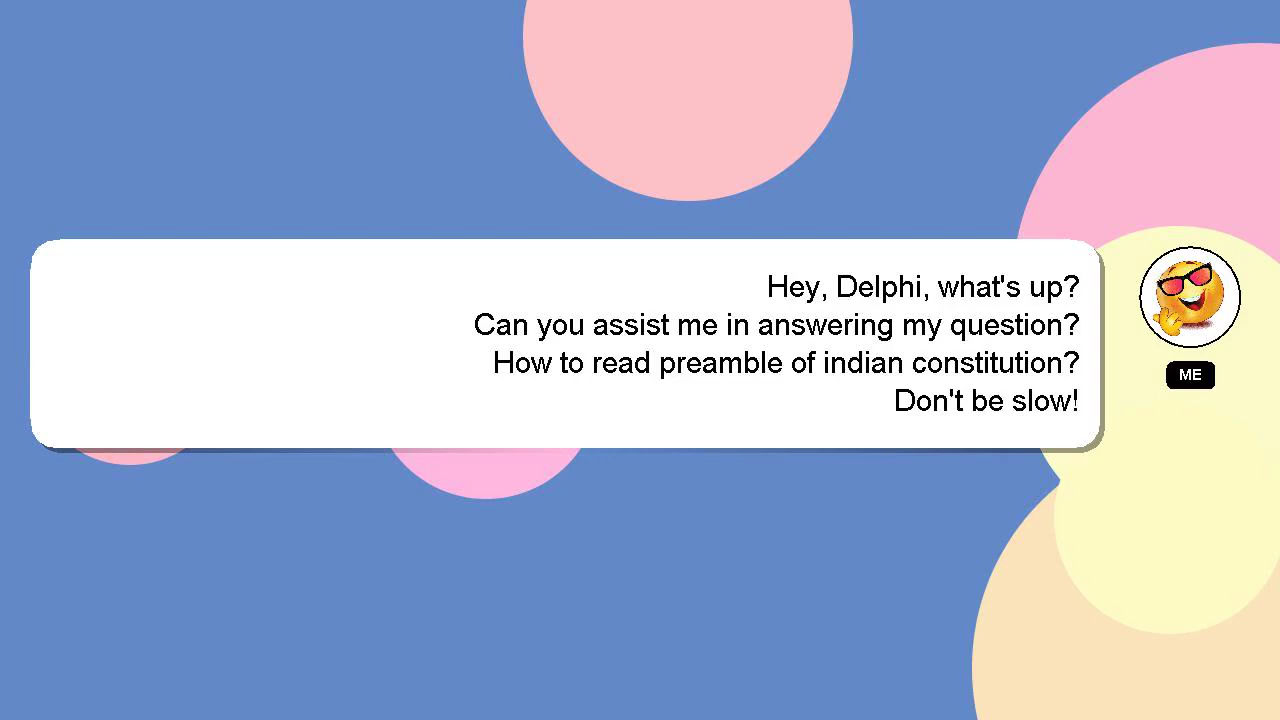 Hey, Delphi, what's up?
Can you assist me in answering my question?
How to read preamble of indian constitution?
Don't be slow!
ME